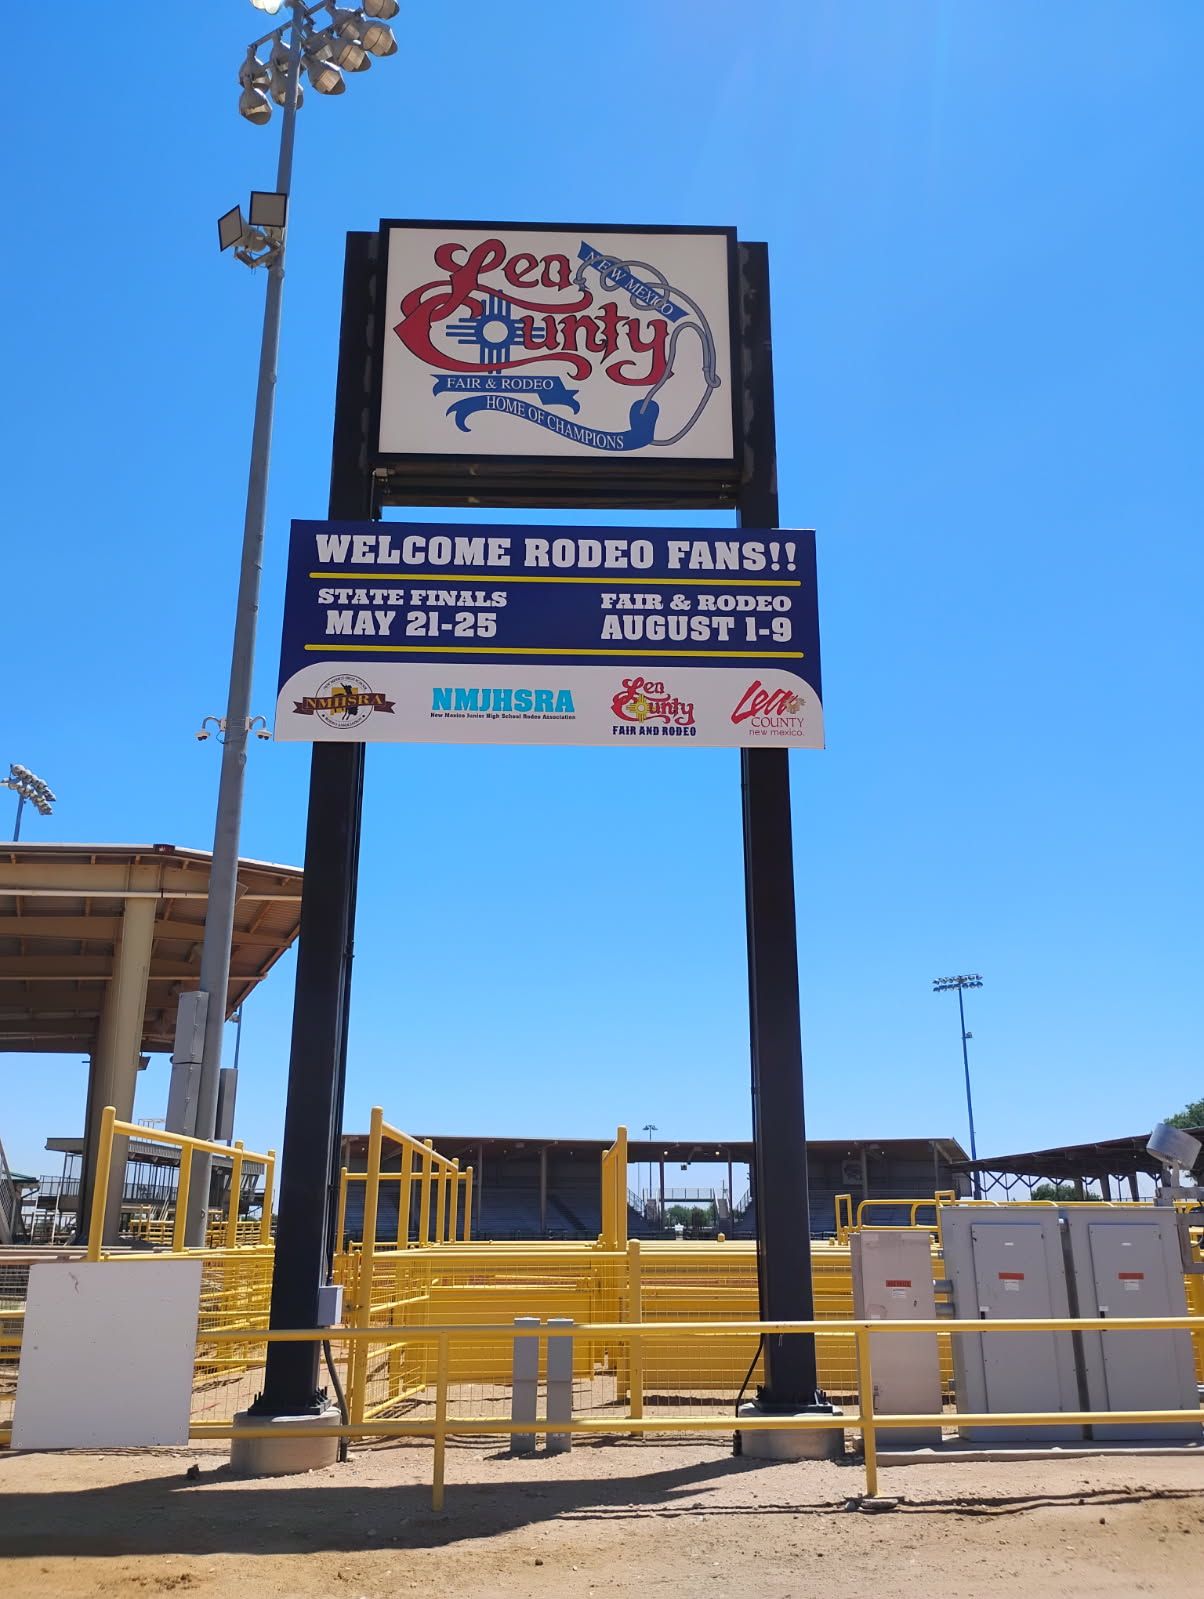 Lea
County
NEW MEXICO
FAIR & RODEO
HOME OF CHAMPIONS
WELCOME RODEO FANS!!
STATE FINALS
MAY 21-25
FAIR & RODEO
AUGUST 1-9
NMHSRA
NMJHSRA
New Mexico Junior High School Rodeo Association
Lea
County
FAIR AND RODEO
Lea
COUNTY
new mexico.